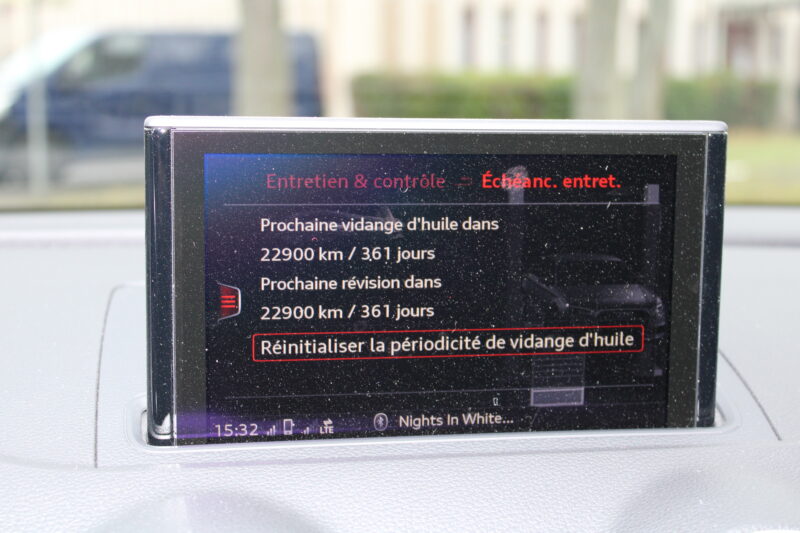 Entretien & contrôle Échéanc. entret.
Prochaine vidange d'huile dans
22900 km / 361 jours
Prochaine révision dans
22900 km / 361 jours
Réinitialiser la périodicité de vidange d'huile
15:32 LTE Nights In White...